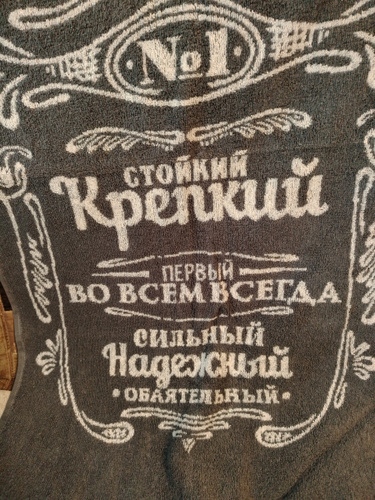 №1
СТОЙКИЙ
Крепкий
ПЕРВЫЙ
ВО ВСЕМ ВСЕГДА
СИЛЬНЫЙ
Надежный
• ОБАЯТЕЛЬНЫЙ •